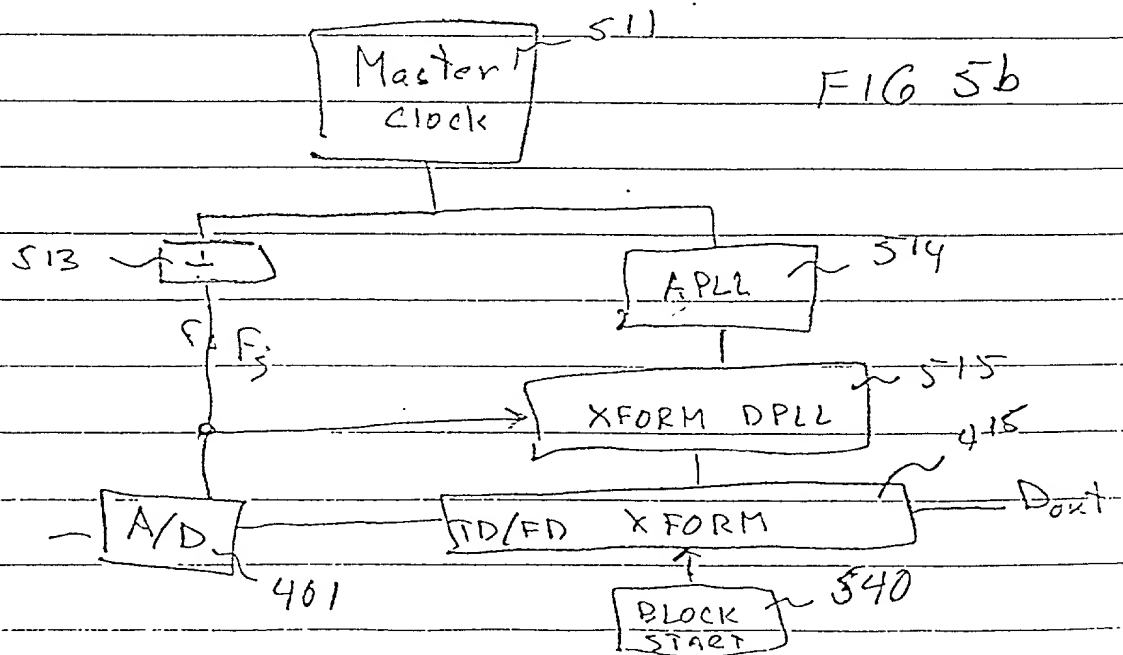 511
Master
Clock
FIG 5b
513
÷
514
APLL
Fs
515
XFORM DPLL
415
A/D
TD/FD XFORM
Dout
401
540
BLOCK
START